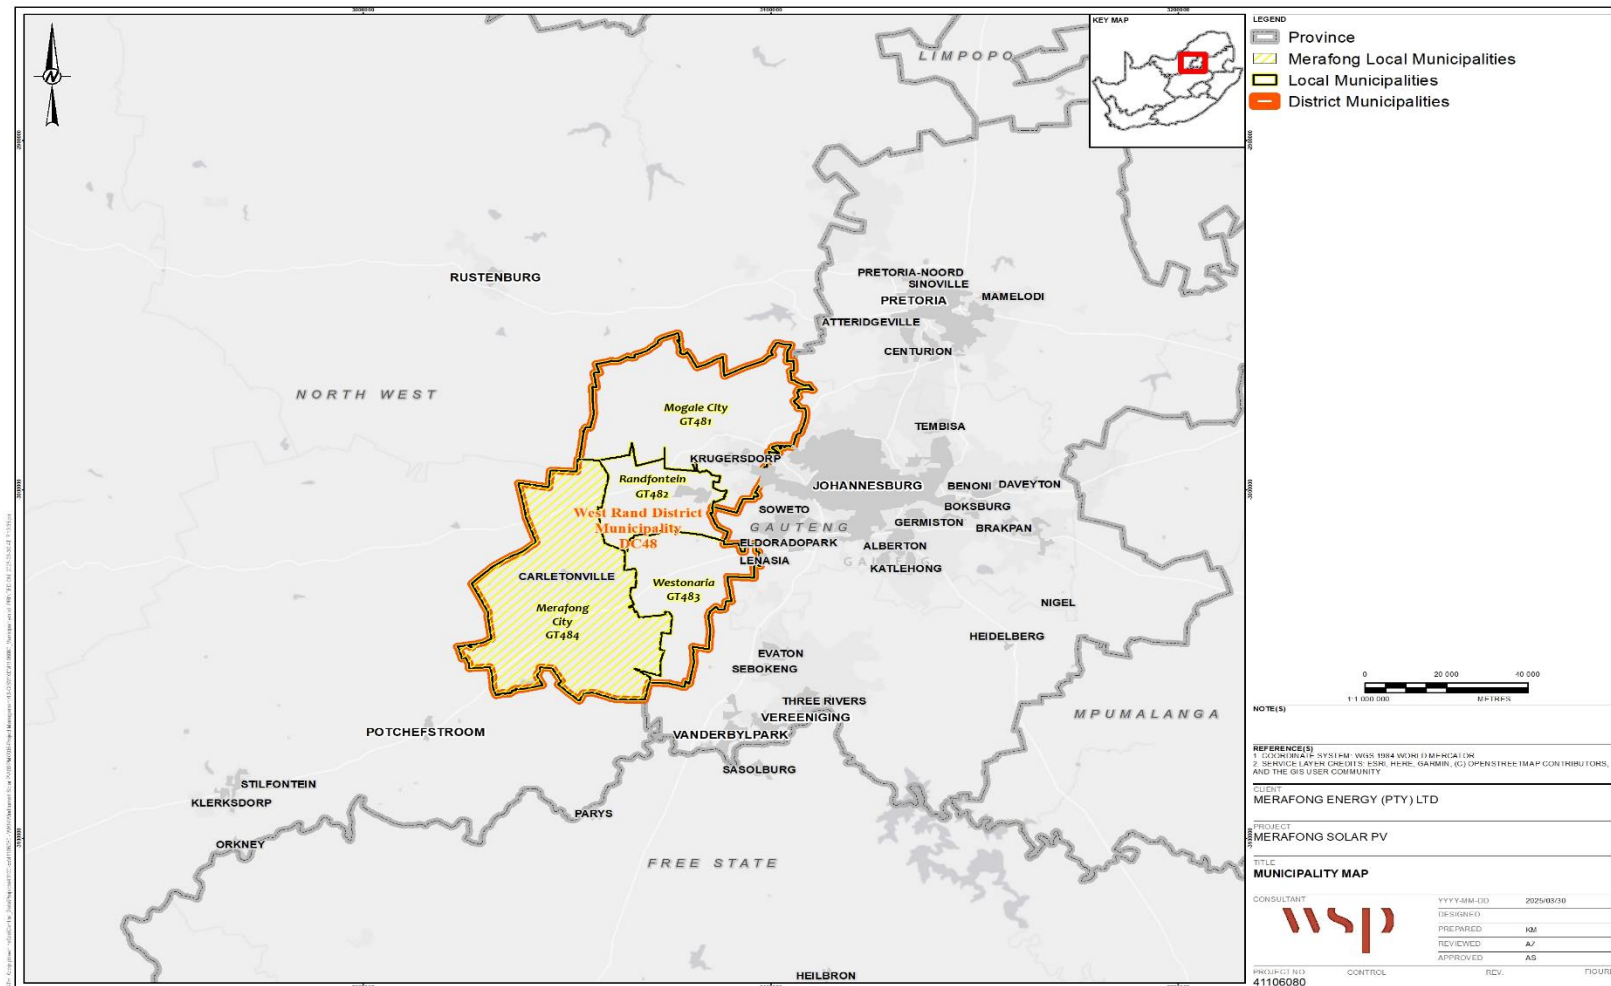 3000000
3100000
3200000
KEY MAP
LIMPOPO
RUSTENBURG
PRETORIA-NOORD
SINOVILLE
PRETORIA
MAMELODI
ATTERIDGEVILLE
CENTURION
NORTH WEST
Mogale City
GT481
TEMBISA
KRUGERSDORP
Randfontein
GT482
JOHANNESBURG
BENONI
DAVEYTON
BOKSBURG
SOWETO
GERMISTON
BRAKPAN
GAUTENG
West Rand District
Municipality
DC48
ELDORADOPARK
ALBERTON
LENASIA
GAUTENG
KATLEHONG
CARLETONVILLE
Westonaria
GT483
Merafong
City
GT484
NIGEL
HEIDELBERG
EVATON
SEBOKENG
THREE RIVERS
VEREENIGING
MPUMALANGA
POTCHEFSTROOM
VANDERBYLPARK
SASOLBURG
STILFONTEIN
KLERKSDORP
PARYS
ORKNEY
FREE STATE
HEILBRON
LEGEND
Province
Merafong Local Municipalities
Local Municipalities
District Municipalities
0 20 000 40 000
1:1 000 000 METRES
NOTE(S)
REFERENCE(S)
1. COORDINATE SYSTEM: WGS 1984 WORLD MERCATOR
2. SERVICE LAYER CREDITS: ESRI, HERE, GARMIN, (C) OPENSTREETMAP CONTRIBUTORS,
AND THE GIS USER COMMUNITY
CLIENT
MERAFONG ENERGY (PTY) LTD
PROJECT
MERAFONG SOLAR PV
TITLE
MUNICIPALITY MAP
CONSULTANT
wsp
YYYY-MM-DD 2025/03/30
DESIGNED
PREPARED KM
REVIEWED AZ
APPROVED AS
PROJECT NO CONTROL REV. FIGURE
41106080